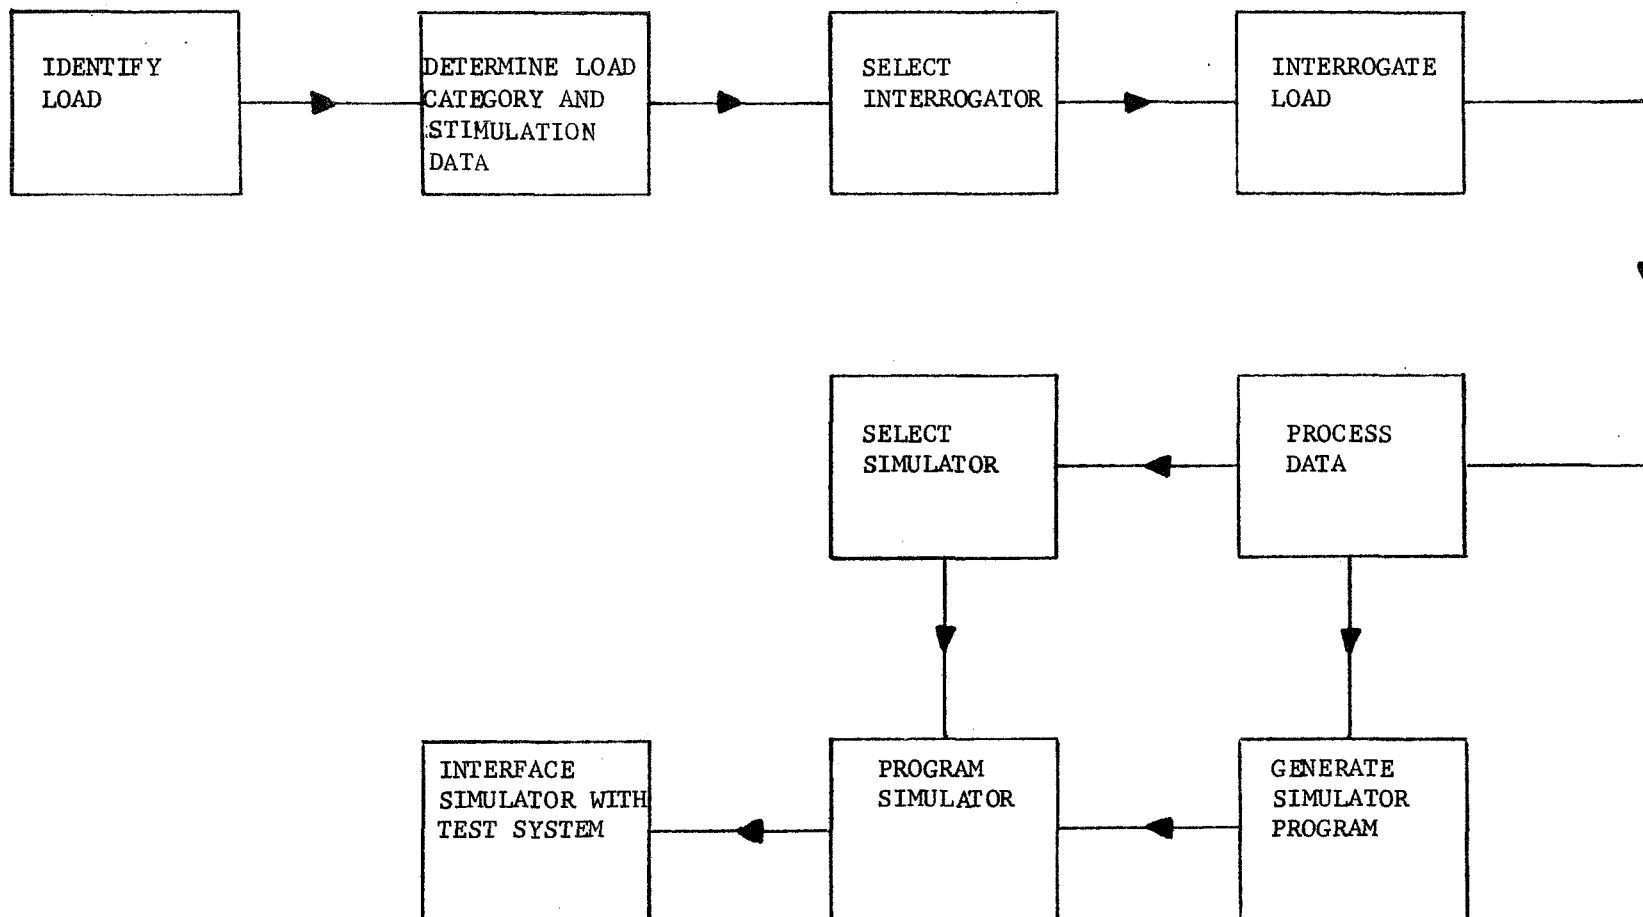 IDENTIFY
LOAD
DETERMINE LOAD
CATEGORY AND
STIMULATION
DATA
SELECT
INTERROGATOR
INTERROGATE
LOAD
SELECT
SIMULATOR
PROCESS
DATA
INTERFACE
SIMULATOR WITH
TEST SYSTEM
PROGRAM
SIMULATOR
GENERATE
SIMULATOR
PROGRAM